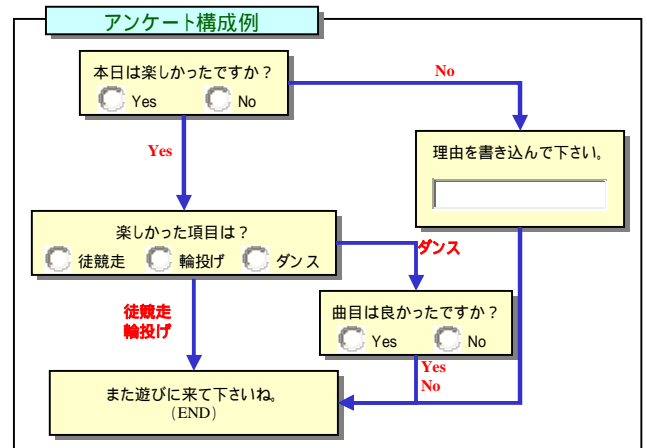 アンケート構成例
本日は楽しかったですか？
Yes No
No
Yes
理由を書き込んで下さい。
楽しかった項目は？
徒競走 輪投げ ダンス
ダンス
徒競走
輪投げ
曲目は良かったですか？
Yes No
Yes
No
また遊びに来て下さいね。
(END)